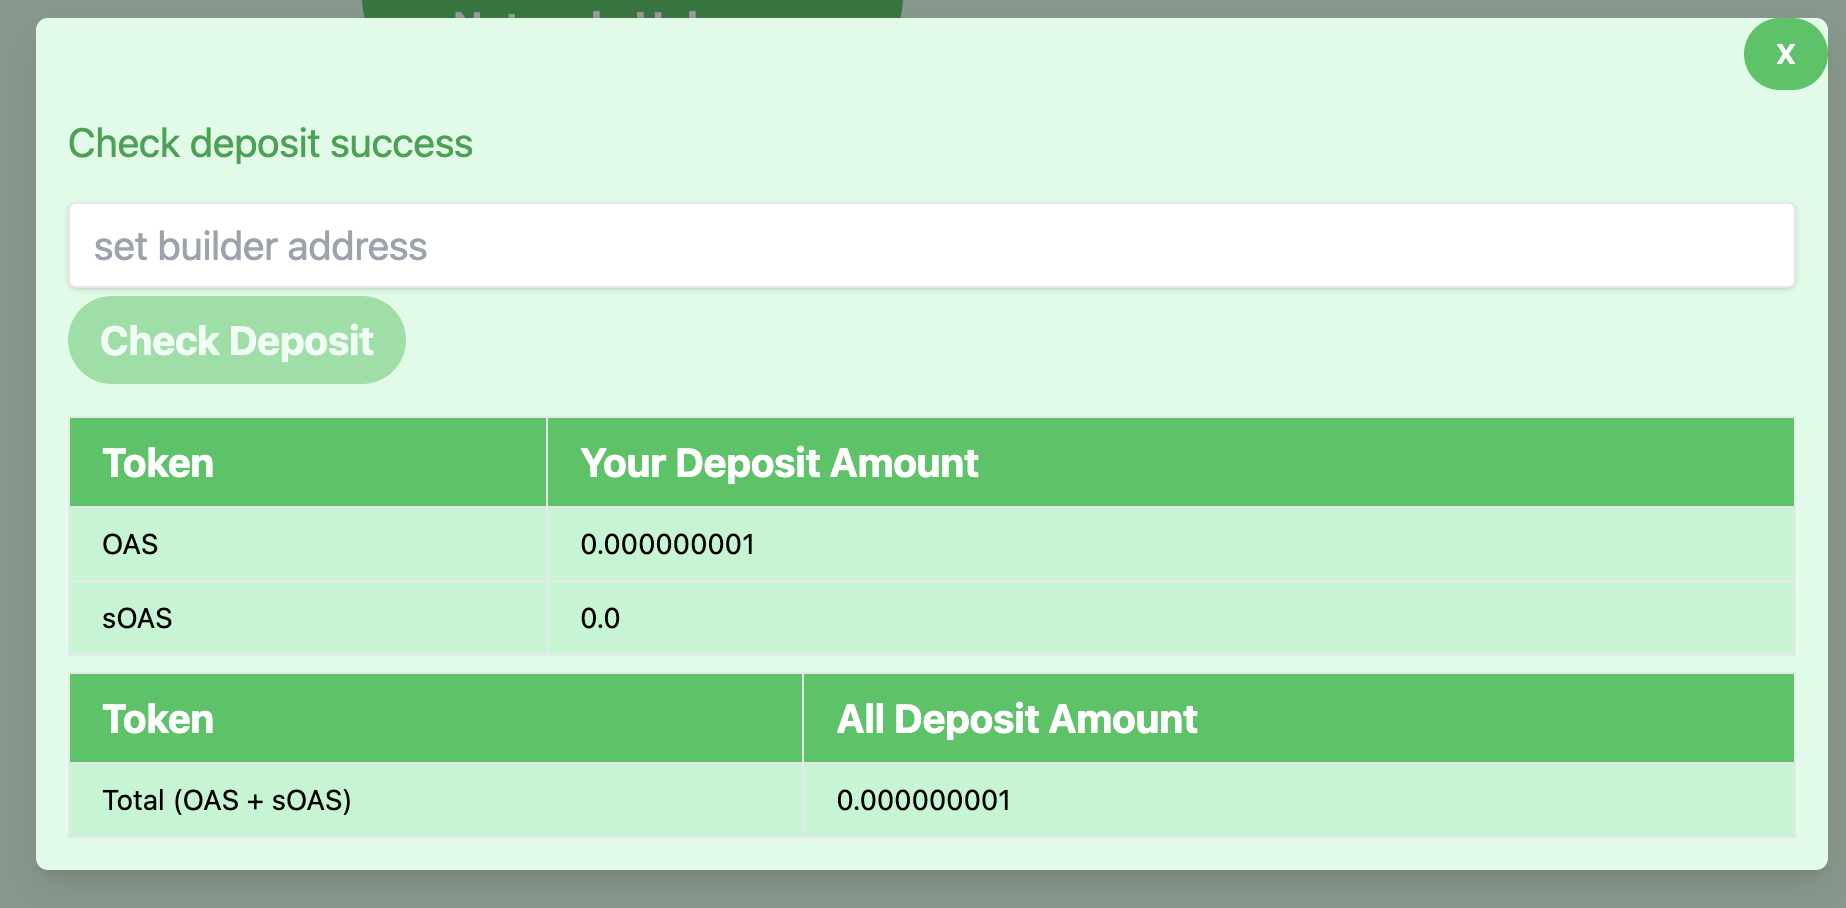 X
Check deposit success
set builder address
Check Deposit
Token Your Deposit Amount
OAS 0.000000001
sOAS 0.0
Token All Deposit Amount
Total (OAS + sOAS) 0.000000001